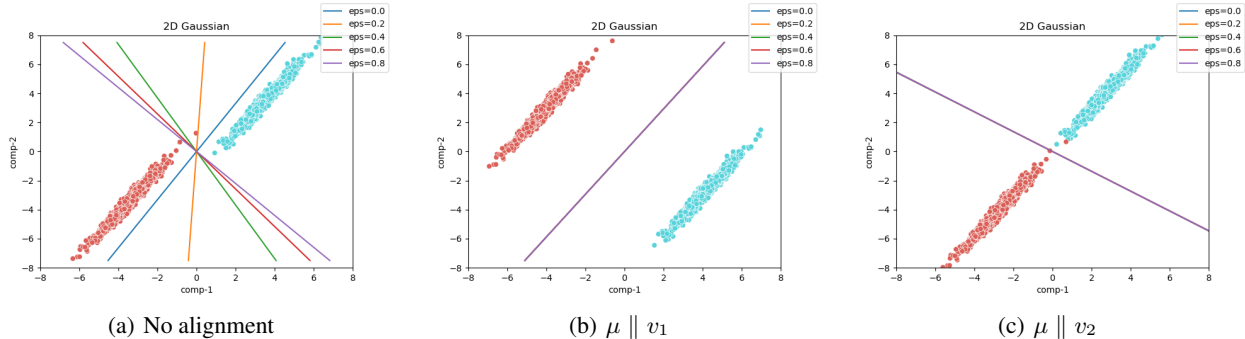 2D Gaussian
eps=0.0
eps=0.2
eps=0.4
eps=0.6
eps=0.8
comp-2
8
6
4
2
0
−2
−4
−6
−8
−8 −6 −4 −2 0 2 4 6 8
comp-1
(a) No alignment
2D Gaussian
eps=0.0
eps=0.2
eps=0.4
eps=0.6
eps=0.8
comp-2
8
6
4
2
0
−2
−4
−6
−8
−8 −6 −4 −2 0 2 4 6 8
comp-1
(b) μ ∥ v₁
2D Gaussian
eps=0.0
eps=0.2
eps=0.4
eps=0.6
eps=0.8
comp-2
8
6
4
2
0
−2
−4
−6
−8
−8 −6 −4 −2 0 2 4 6 8
comp-1
(c) μ ∥ v₂